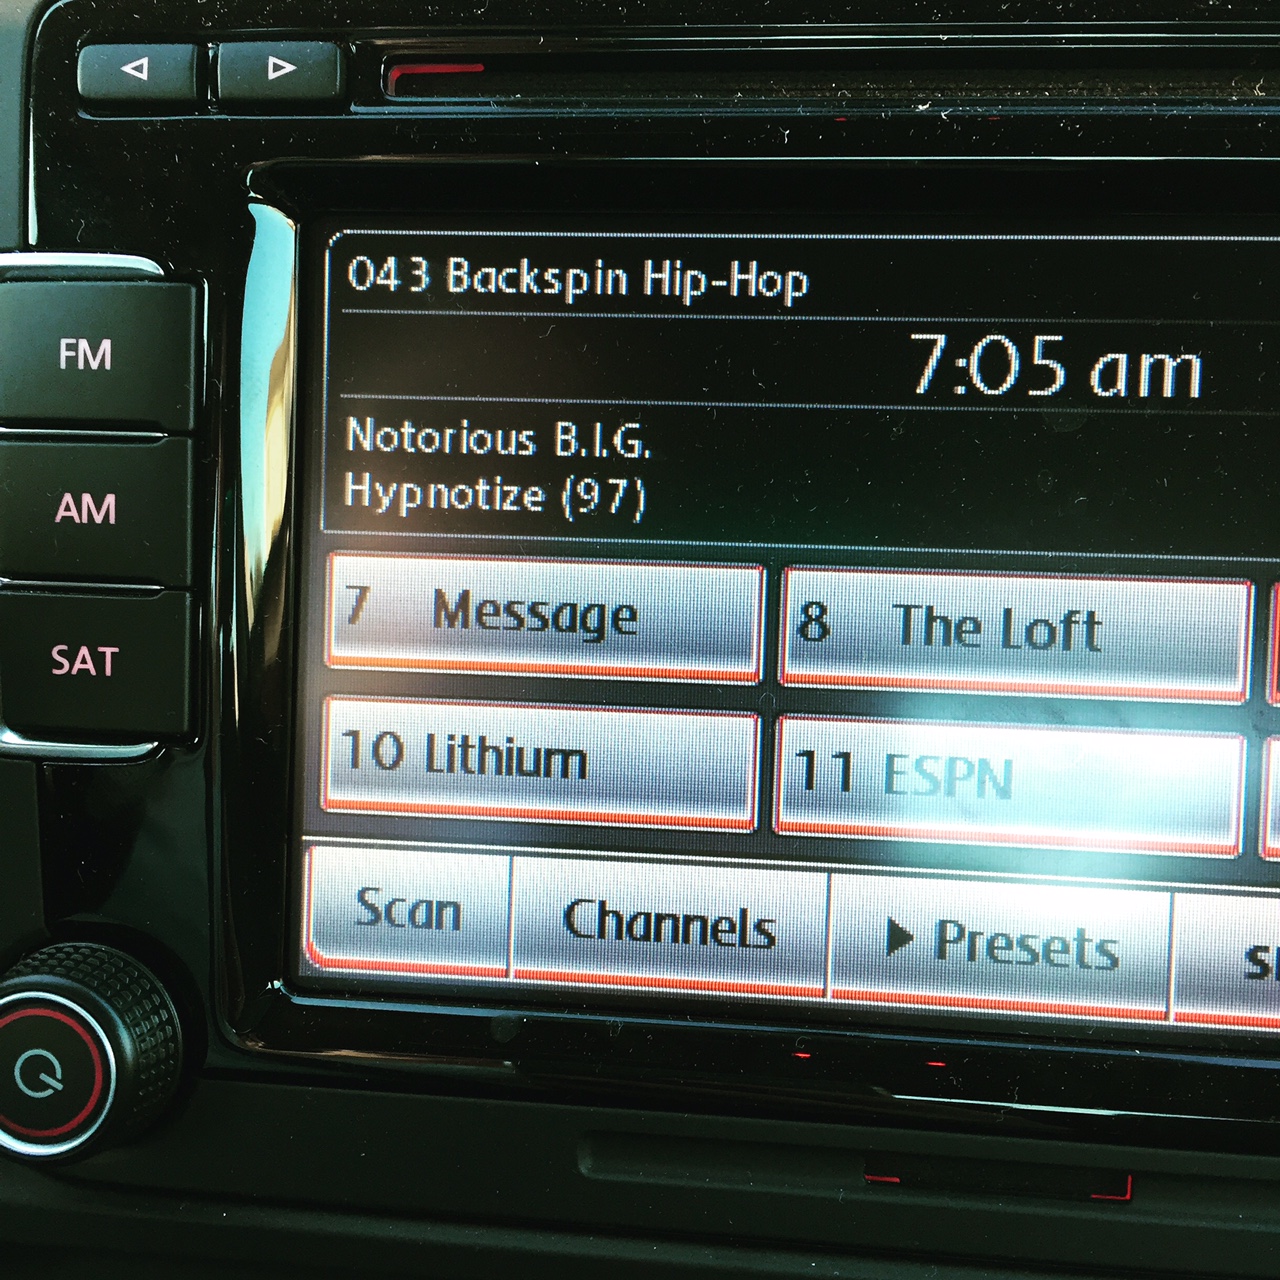 043 Backspin Hip-Hop
7:05 am
FM
Notorious B.I.G.
Hypnotize (97)
AM
7 Message
8 The Loft
SAT
10 Lithium
11 ESPN
Scan
Channels
Presets